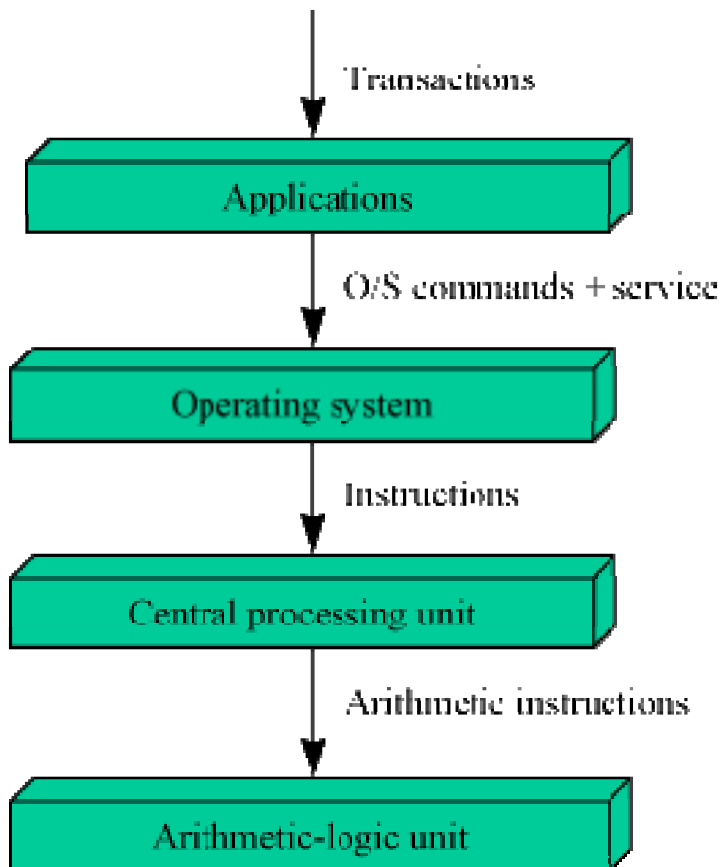 Transactions
Applications
O/S commands + service
Operating system
Instructions
Central processing unit
Arithmetic instructions
Arithmetic-logic unit